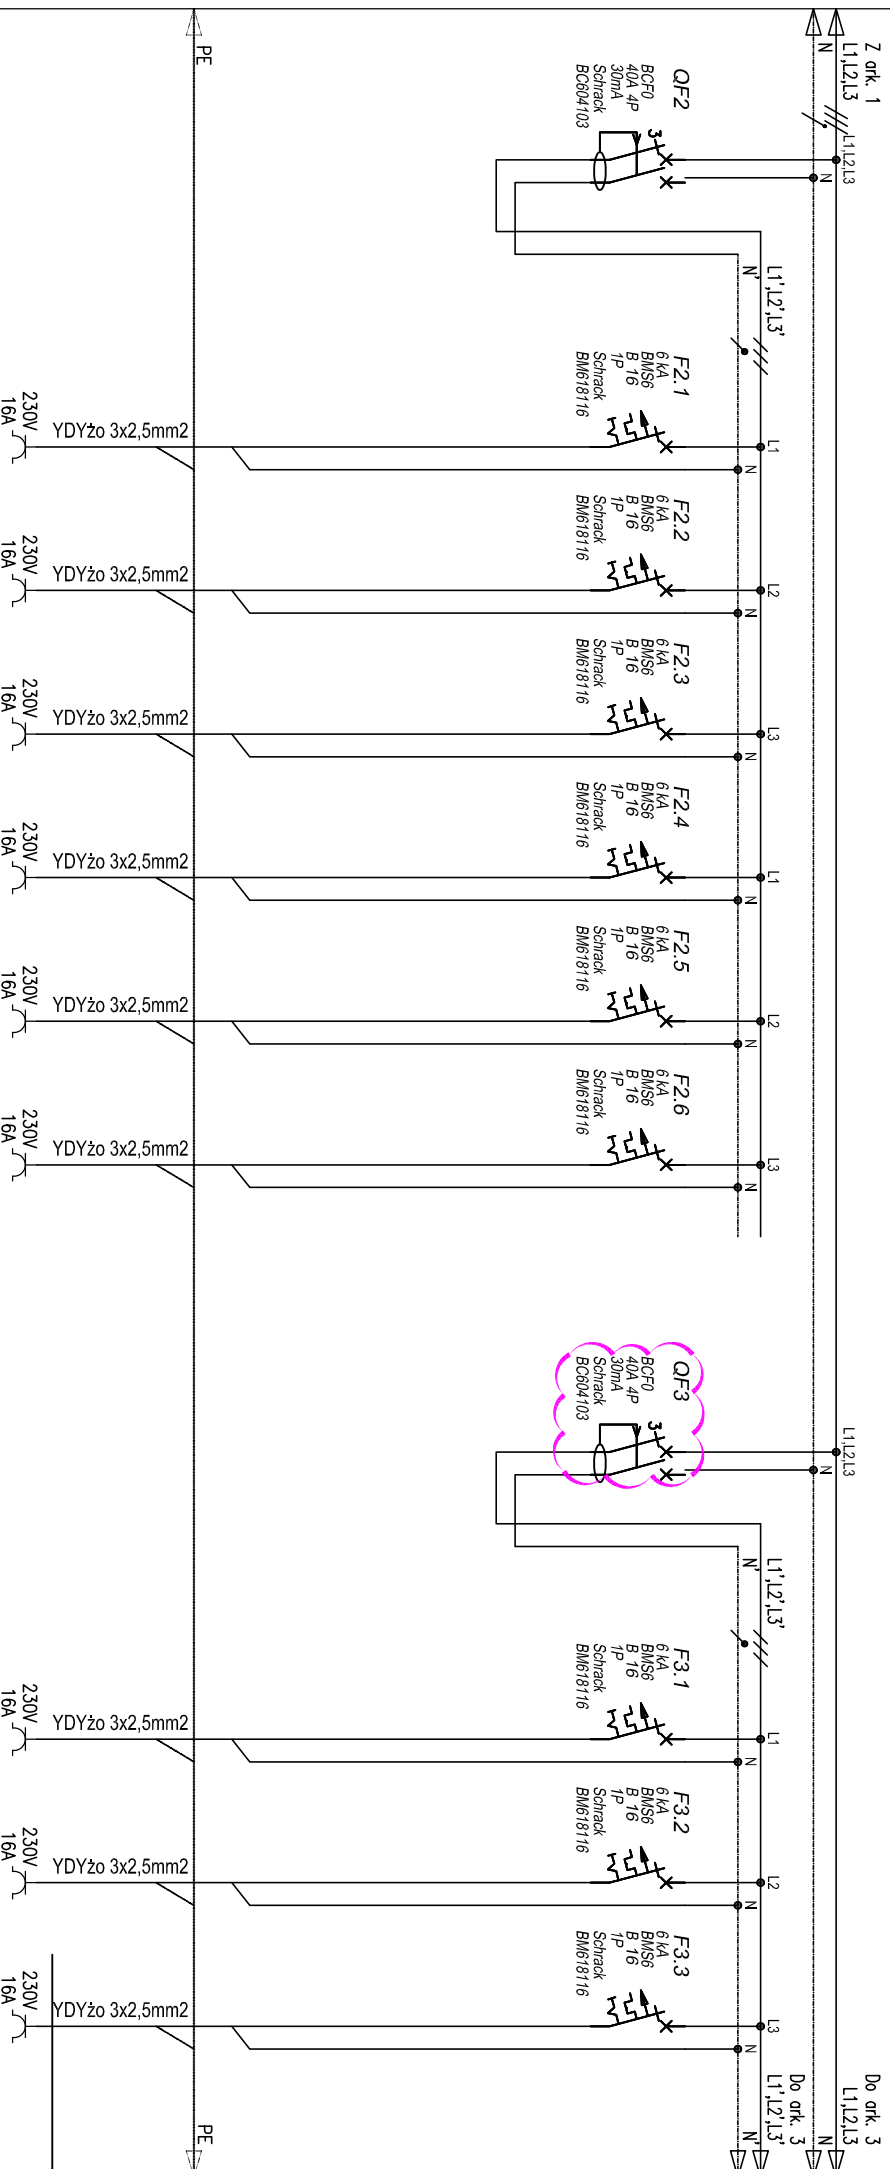 Z ark. 1
L1,L2,L3
N
L1,L2,L3
N
QF2
BCF0
40A 4P
30mA
Schrack
BC604103
3
L1',L2',L3'
N'
F2.1
6 kA
BMS6
B 16
1P
Schrack
BM618116
L1
N
F2.2
6 kA
BMS6
B 16
1P
Schrack
BM618116
L2
N
F2.3
6 kA
BMS6
B 16
1P
Schrack
BM618116
L3
N
F2.4
6 kA
BMS6
B 16
1P
Schrack
BM618116
L1
N
F2.5
6 kA
BMS6
B 16
1P
Schrack
BM618116
L2
N
F2.6
6 kA
BMS6
B 16
1P
Schrack
BM618116
L3
N
L1,L2,L3
N
QF3
BCF0
40A 4P
30mA
Schrack
BC604103
3
L1',L2',L3'
N'
F3.1
6 kA
BMS6
B 16
1P
Schrack
BM618116
L1
N
F3.2
6 kA
BMS6
B 16
1P
Schrack
BM618116
L2
N
F3.3
6 kA
BMS6
B 16
1P
Schrack
BM618116
L3
N
Do ark. 3
L1,L2,L3
N
Do ark. 3
L1',L2',L3'
N'
PE
PE
YDYżo 3x2,5mm2
230V
16A
YDYżo 3x2,5mm2
230V
16A
YDYżo 3x2,5mm2
230V
16A
YDYżo 3x2,5mm2
230V
16A
YDYżo 3x2,5mm2
230V
16A
YDYżo 3x2,5mm2
230V
16A
YDYżo 3x2,5mm2
230V
16A
YDYżo 3x2,5mm2
230V
16A
YDYżo 3x2,5mm2
230V
16A